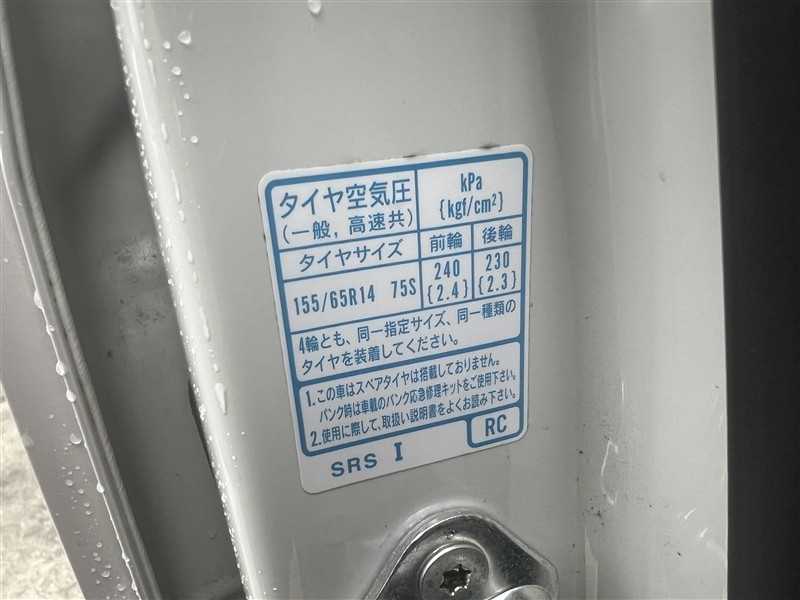 タイヤ空気圧
(一般, 高速共)
kPa
{kgf/cm²}
タイヤサイズ 前輪 後輪
155/65R14 75S 240 230
{2.4} {2.3}
4輪とも、同一指定サイズ、同一種類の
タイヤを装着してください。
1.この車はスペアタイヤは搭載しておりません。
パンク時は車載のパンク応急修理キットをご使用下さい。
2.使用に際して、取扱い説明書をよくお読み下さい。
SRS I RC